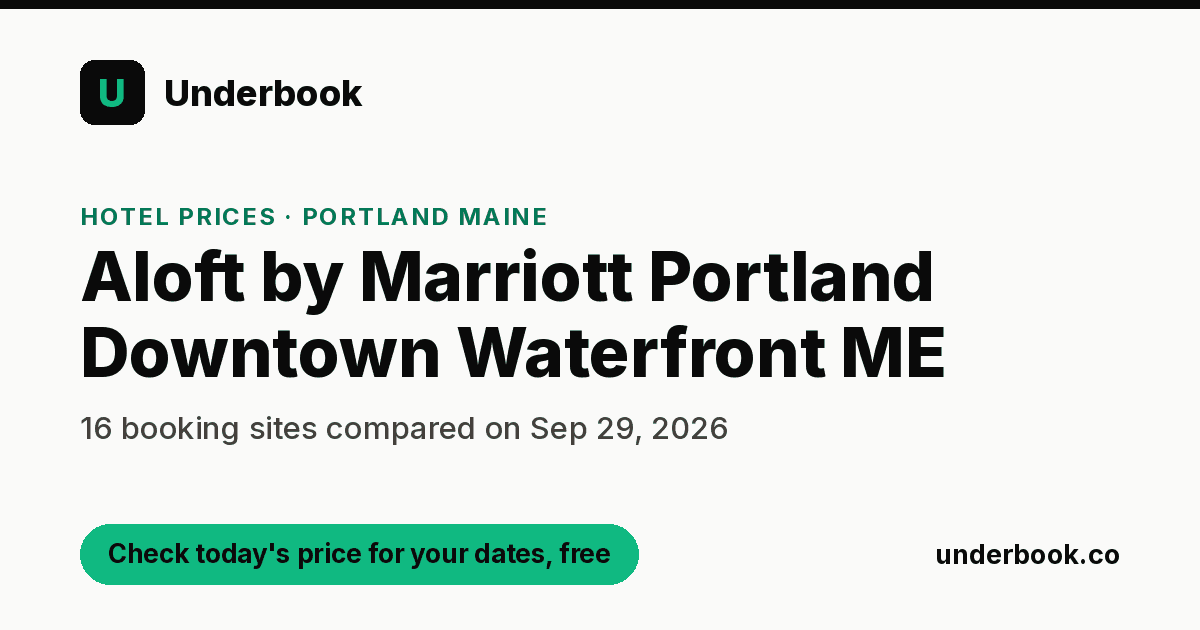 U Underbook
HOTEL PRICES · PORTLAND MAINE
Aloft by Marriott Portland
Downtown Waterfront ME
16 booking sites compared on Sep 29, 2026
Check today's price for your dates, free
underbook.co